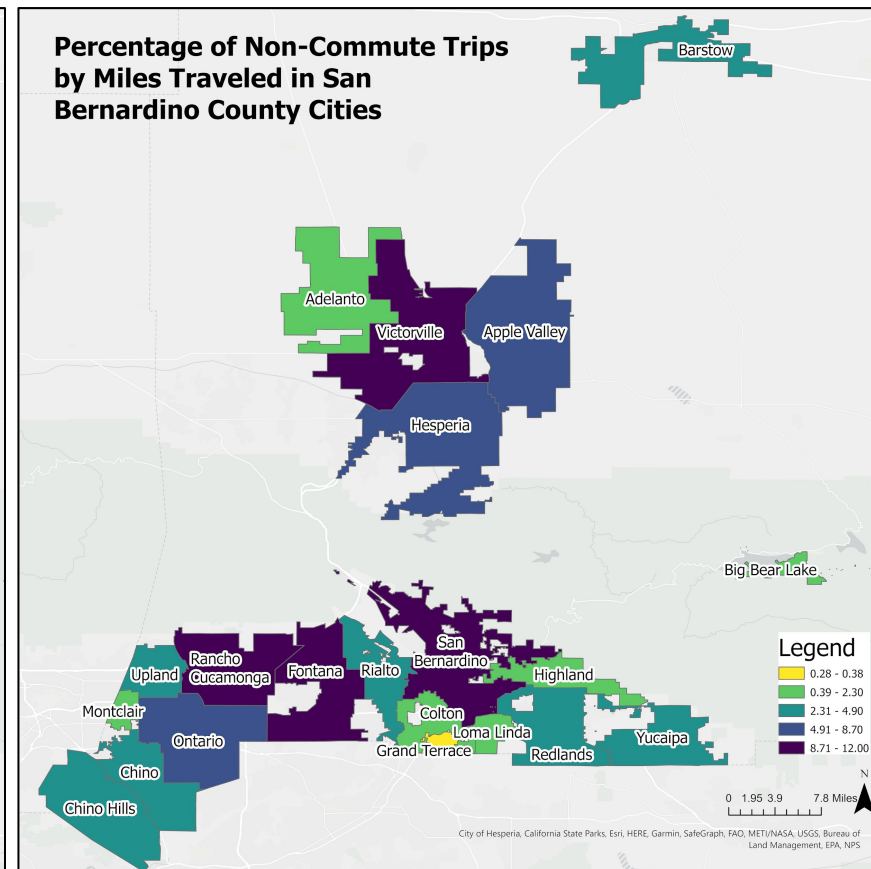 Percentage of Non-Commute Trips
by Miles Traveled in San
Bernardino County Cities
Barstow
Adelanto
Victorville
Apple Valley
Hesperia
Big Bear Lake
San
Bernardino
Rancho
Cucamonga
Upland
Fontana
Rialto
Highland
Montclair
Colton
Loma Linda
Ontario
Grand Terrace
Redlands
Yucaipa
Chino
Chino Hills
Legend
0.28 - 0.38
0.39 - 2.30
2.31 - 4.90
4.91 - 8.70
8.71 - 12.00
N
0 1.95 3.9 7.8 Miles
City of Hesperia, California State Parks, Esri, HERE, Garmin, SafeGraph, FAO, METI/NASA, USGS, Bureau of
Land Management, EPA, NPS